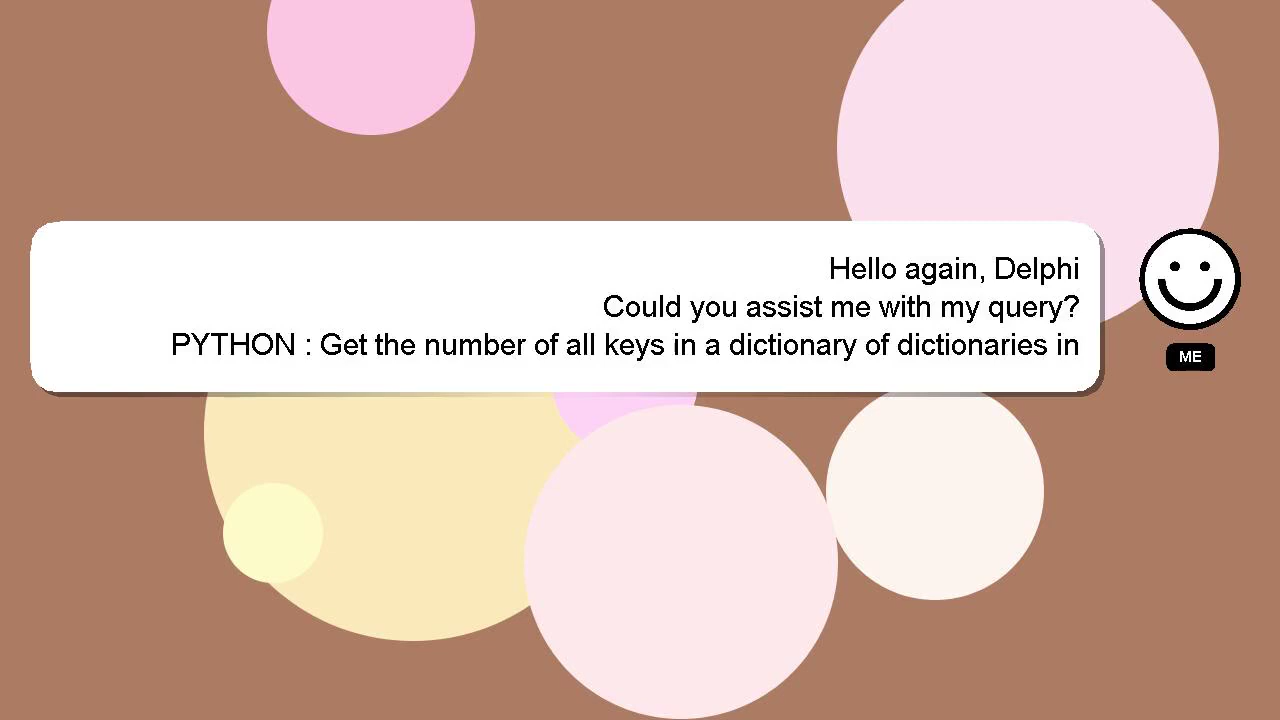 Hello again, Delphi
Could you assist me with my query?
PYTHON : Get the number of all keys in a dictionary of dictionaries in
ME